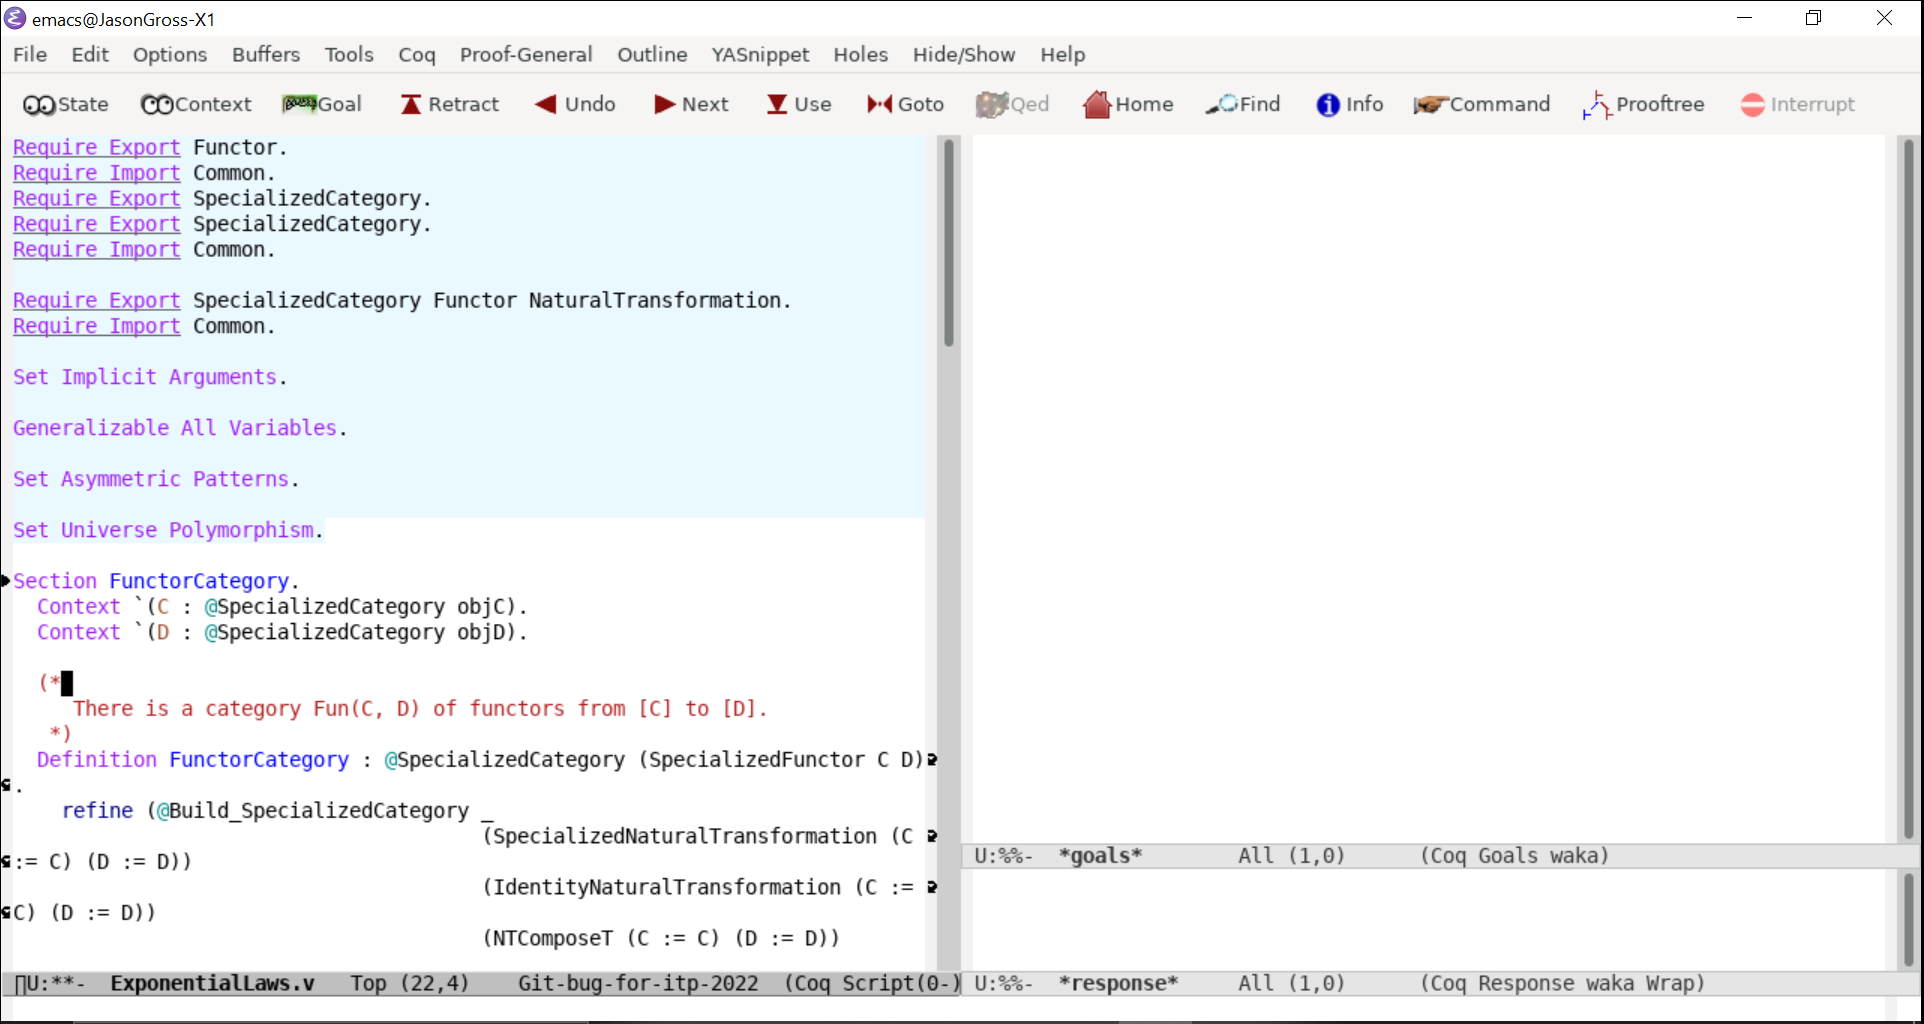 emacs@JasonGross-X1
File Edit Options Buffers Tools Coq Proof-General Outline YASnippet Holes Hide/Show Help
State Context Goal Retract Undo Next Use Goto Qed Home Find Info Command Prooftree Interrupt
Require Export Functor.
Require Import Common.
Require Export SpecializedCategory.
Require Export SpecializedCategory.
Require Import Common.
Require Export SpecializedCategory Functor NaturalTransformation.
Require Import Common.
Set Implicit Arguments.
Generalizable All Variables.
Set Asymmetric Patterns.
Set Universe Polymorphism.
Section FunctorCategory.
Context `(C : @SpecializedCategory objC).
Context `(D : @SpecializedCategory objD).
(*
There is a category Fun(C, D) of functors from [C] to [D].
*)
Definition FunctorCategory : @SpecializedCategory (SpecializedFunctor C D)
.
refine (@Build_SpecializedCategory _
(SpecializedNaturalTransformation (C
:= C) (D := D))
(IdentityNaturalTransformation (C :=
C) (D := D))
(NTComposeT (C := C) (D := D))
U:**- ExponentialLaws.v Top (22,4) Git-bug-for-itp-2022 (Coq Script(0-)
U:%%- *goals* All (1,0) (Coq Goals waka)
U:%%- *response* All (1,0) (Coq Response waka Wrap)